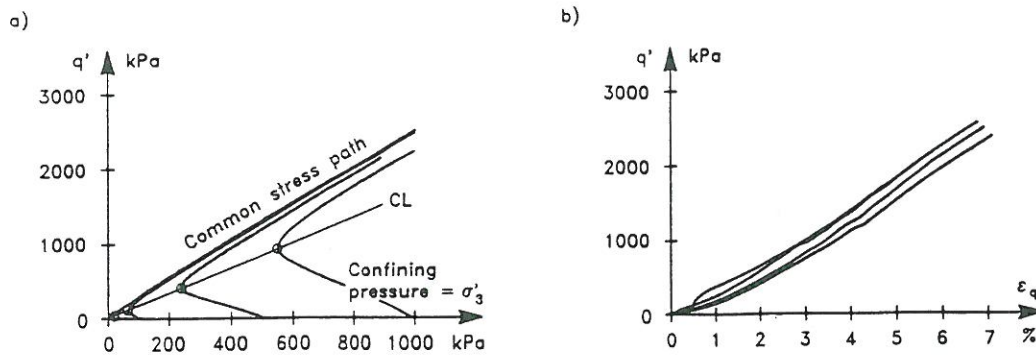 a)
q' kPa
3000
2000
1000
0
0 200 400 600 800 1000
kPa
Common stress path
CL
Confining
pressure = σ'₃
b)
q' kPa
3000
2000
1000
0
0 1 2 3 4 5 6 7 %
ε_q